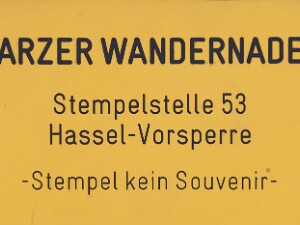 ARZER WANDERNADE
Stempelstelle 53
Hassel-Vorsperre
-Stempel kein Souvenir-